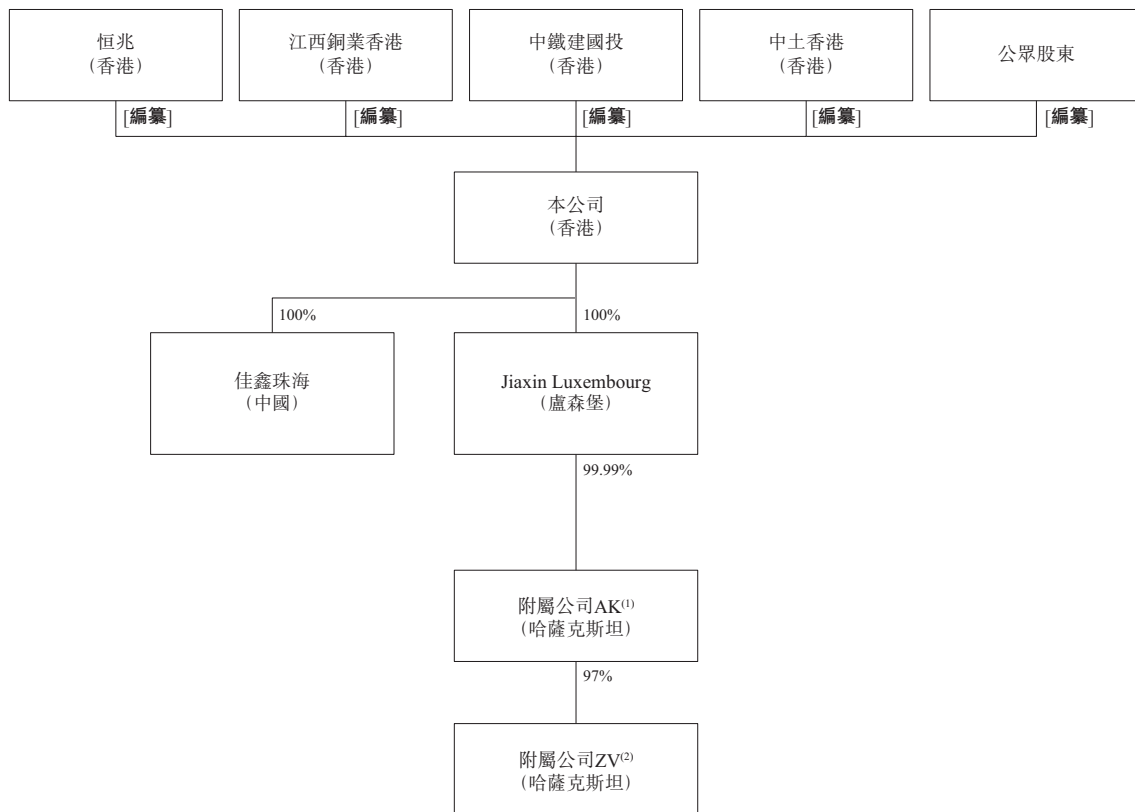 恒兆
（香港）
江西銅業香港
（香港）
中鐵建國投
（香港）
中土香港
（香港）
公眾股東
[編纂]
[編纂]
[編纂]
[編纂]
[編纂]
本公司
（香港）
100%
100%
佳鑫珠海
（中國）
Jiaxin Luxembourg
（盧森堡）
99.99%
附屬公司AK(1)
（哈薩克斯坦）
97%
附屬公司ZV(2)
（哈薩克斯坦）